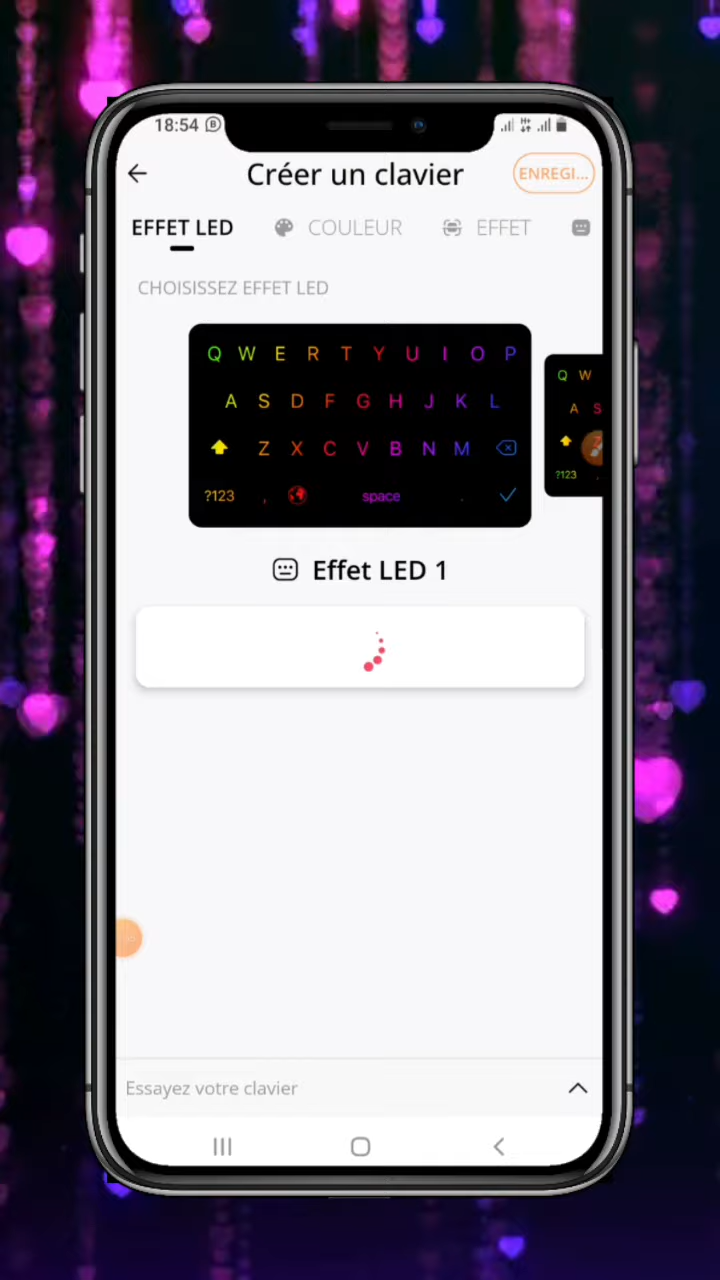 18:54
Créer un clavier
ENREGI...
EFFET LED COULEUR EFFET
CHOISISSEZ EFFET LED
Q W E R T Y U I O P
A S D F G H J K L
Z X C V B N M
?123 , space .
Q W
A S
?123 ,
Effet LED 1
Essayez votre clavier